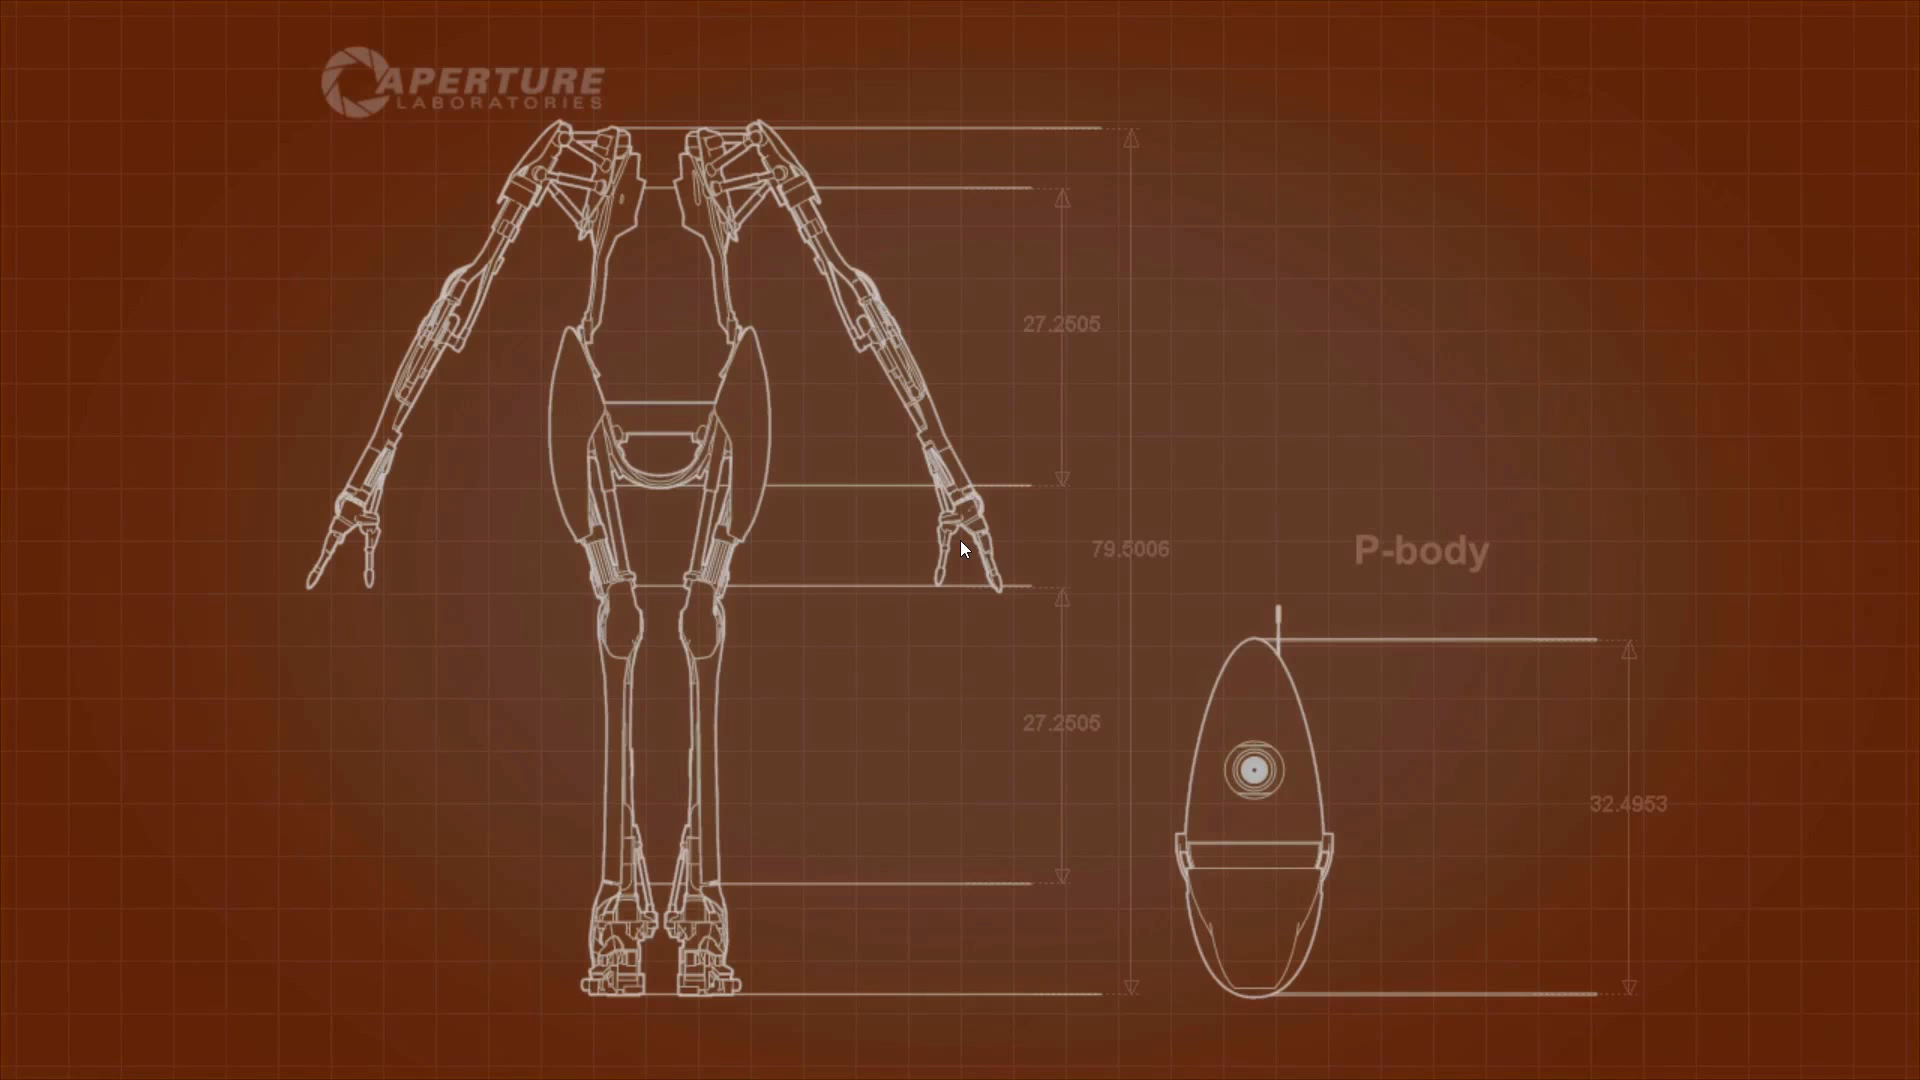 APERTURE
LABORATORIES
27.2505
79.5006
P-body
27.2505
32.4953